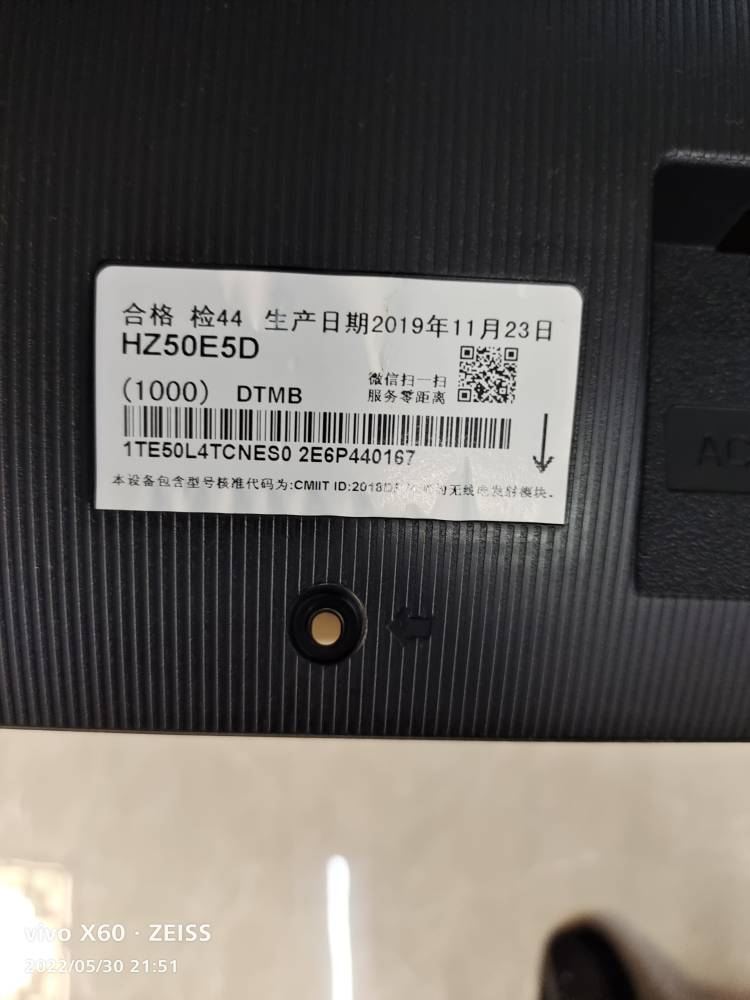 合格 检44 生产日期2019年11月23日
HZ50E5D
(1000) DTMB
微信扫一扫
服务零距离
1TE50L4TCNES0 2E6P440167
本设备包含型号核准代码为:CMIIT ID:2018D 无线电发射模块.
AC
vivo X60 · ZEISS
2022/05/30 21:51